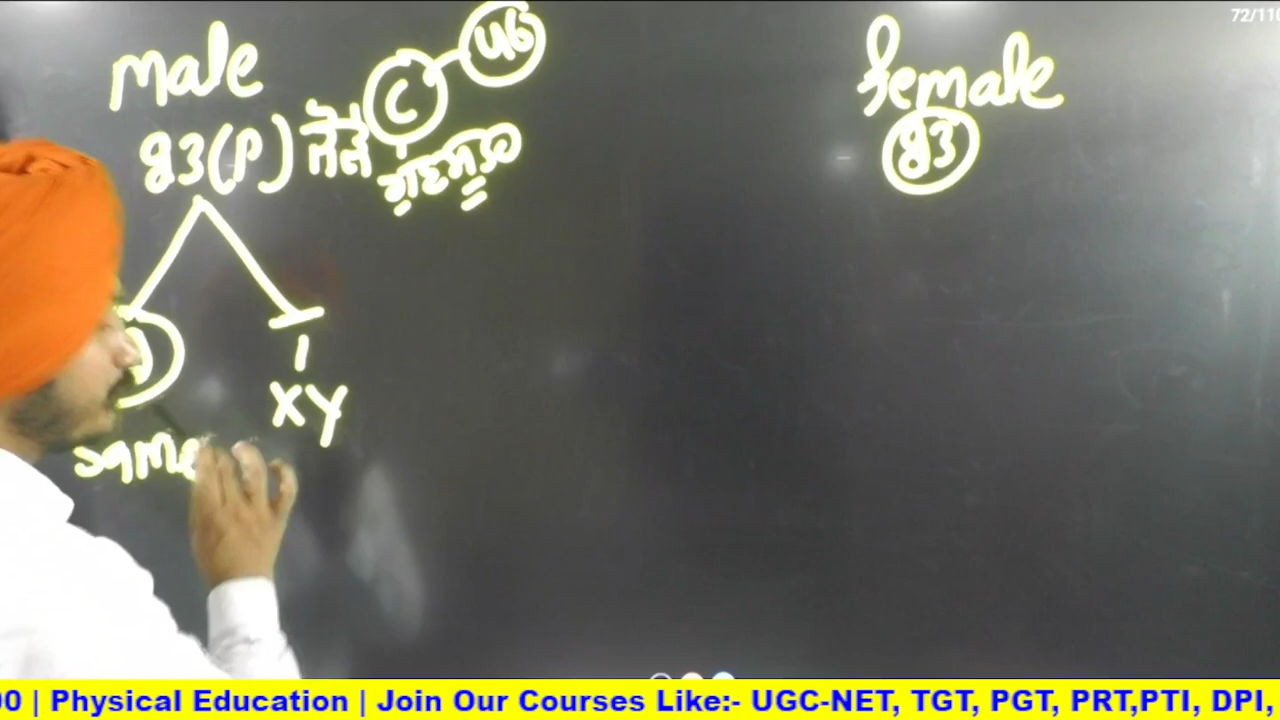 72/110
male
C
46
female
23 (P) ਜੋੜੇ
ਗੁਣਸੂਤਰ
23
XY
same
00 | Physical Education | Join Our Courses Like:- UGC-NET, TGT, PGT, PRT,PTI, DPI,